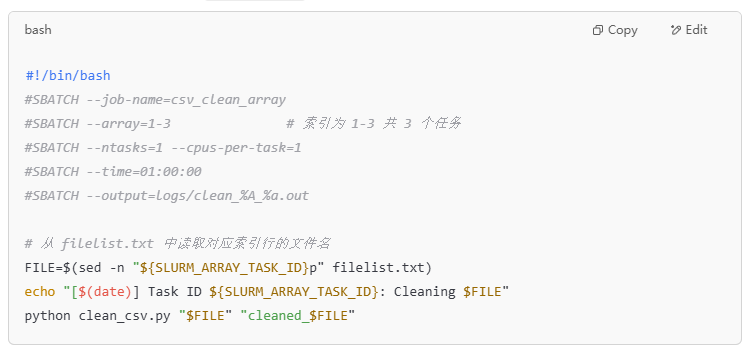 bash
Copy
Edit
#!/bin/bash
#SBATCH --job-name=csv_clean_array
#SBATCH --array=1-3               # 索引为 1-3 共 3 个任务
#SBATCH --ntasks=1 --cpus-per-task=1
#SBATCH --time=01:00:00
#SBATCH --output=logs/clean_%A_%a.out
# 从 filelist.txt 中读取对应索引行的文件名
FILE=$(sed -n "${SLURM_ARRAY_TASK_ID}p" filelist.txt)
echo "[$(date)] Task ID ${SLURM_ARRAY_TASK_ID}: Cleaning $FILE"
python clean_csv.py "$FILE" "cleaned_$FILE"